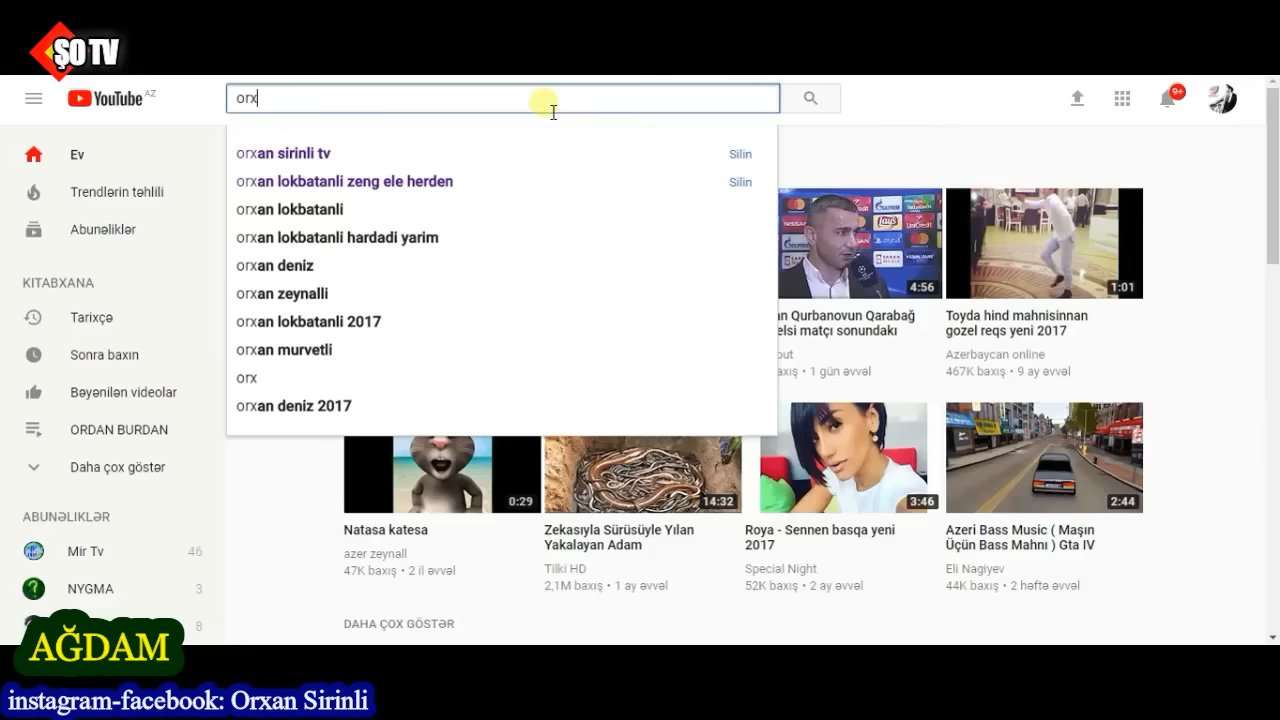 ŞO TV
YouTube AZ
orx
9+
orxan sirinli tv
Silin
orxan lokbatanli zeng ele herden
Silin
orxan lokbatanli
orxan lokbatanli hardadi yarim
orxan deniz
orxan zeynalli
orxan lokbatanli 2017
orxan murvetli
orx
orxan deniz 2017
Ev
Trendlərin təhlili
Abunəliklər
KITABXANA
Tarixçə
Sonra baxın
Bəyənilən videolar
ORDAN BURDAN
Daha çox göstər
ABUNƏLIKLƏR
Mir Tv 46
NYGMA 3
8
4:56
Qurbanovun Qarabağ
matçı sonundakı
1 gün əvvəl
1:01
Toyda hind mahnisinnan
gozel reqs yeni 2017
Azerbaycan online
467K baxış • 9 ay əvvəl
0:29
Natasa katesa
azer zeynall
47K baxış • 2 il əvvəl
14:32
Zekasıyla Sürüsüyle Yılan
Yakalayan Adam
Tilki HD
2,1M baxış • 1 ay əvvəl
3:46
Roya - Sennen basqa yeni
2017
Special Night
52K baxış • 2 ay əvvəl
2:44
Azeri Bass Music ( Maşın
Üçün Bass Mahnı ) Gta IV
Eli Nagiyev
44K baxış • 2 həftə əvvəl
DAHA ÇOX GÖSTƏR
AĞDAM
instagram-facebook: Orxan Sirinli